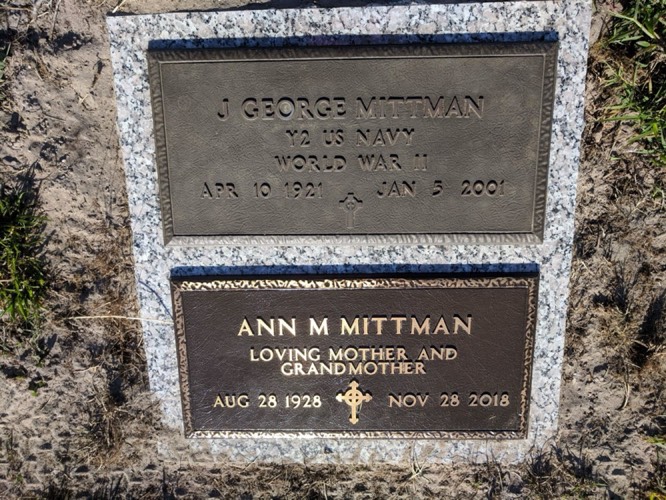 J GEORGE MITTMAN
Y2 US NAVY
WORLD WAR II
APR 10 1921 JAN 5 2001
ANN M MITTMAN
LOVING MOTHER AND
GRANDMOTHER
AUG 28 1928 NOV 28 2018